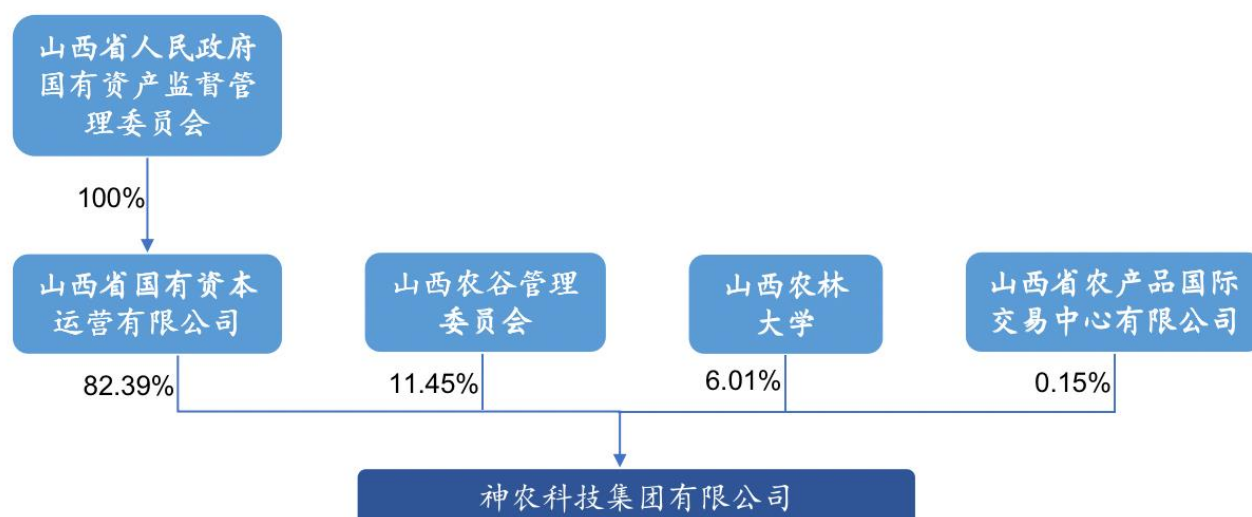 山西省人民政府
国有资产监督管
理委员会
100%
山西省国有资本
运营有限公司
山西农谷管理
委员会
山西农林
大学
山西省农产品国际
交易中心有限公司
82.39%
11.45%
6.01%
0.15%
神农科技集团有限公司